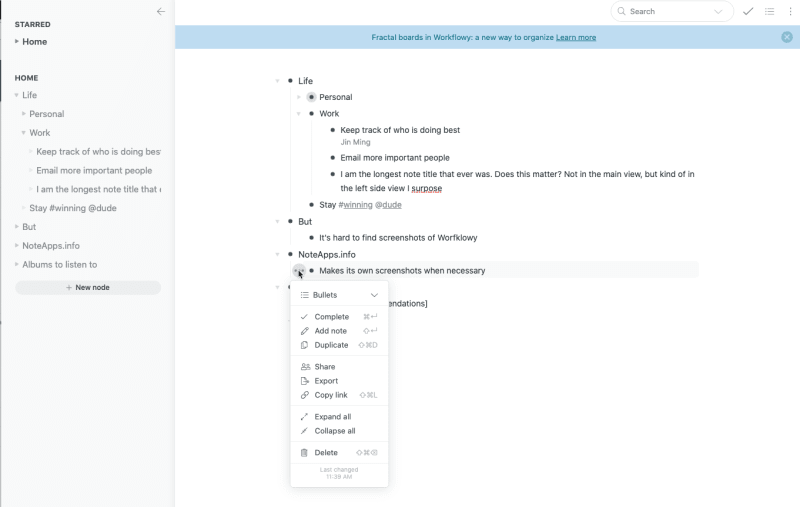 STARRED
Home
HOME
Life
Personal
Work
Keep track of who is doing bes
Email more important people
I am the longest note title that
Stay #winning @dude
But
NoteApps.info
Albums to listen to
+ New node
Search
Fractal boards in Workflowy: a new way to organize Learn more
Life
Personal
Work
Keep track of who is doing best
Jin Ming
Email more important people
I am the longest note title that ever was. Does this matter? Not in the main view, but kind of in
the left side view I surpose
Stay #winning @dude
But
It's hard to find screenshots of Worfklowy
NoteApps.info
Makes its own screenshots when necessary
endations]
Bullets
Complete ⌘↵
Add note ⇧↵
Duplicate ⇧⌘D
Share
Export
Copy link ⇧⌘L
Expand all
Collapse all
Delete ⇧⌘⌫
Last changed
11:39 AM